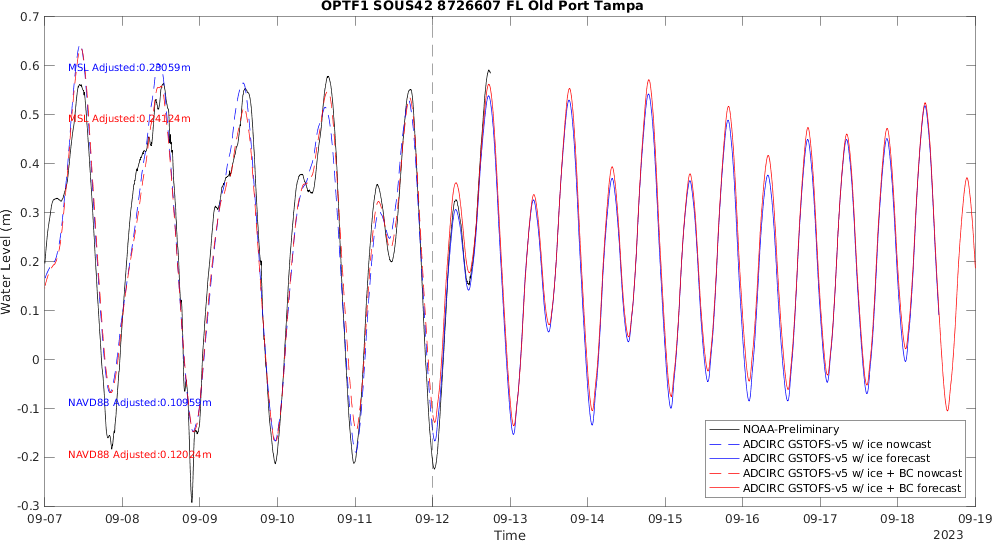 OPTF1 SOUS42 8726607 FL Old Port Tampa
0.7
0.6
0.5
0.4
0.3
0.2
0.1
0
-0.1
-0.2
-0.3
Water Level (m)
MSL Adjusted:0.23059m
MSL Adjusted:0.24124m
NAVD88 Adjusted:0.10959m
NAVD88 Adjusted:0.12024m
NOAA-Preliminary
ADCIRC GSTOFS-v5 w/ ice nowcast
ADCIRC GSTOFS-v5 w/ ice forecast
ADCIRC GSTOFS-v5 w/ ice + BC nowcast
ADCIRC GSTOFS-v5 w/ ice + BC forecast
09-07 09-08 09-09 09-10 09-11 09-12 09-13 09-14 09-15 09-16 09-17 09-18 09-19
Time
2023